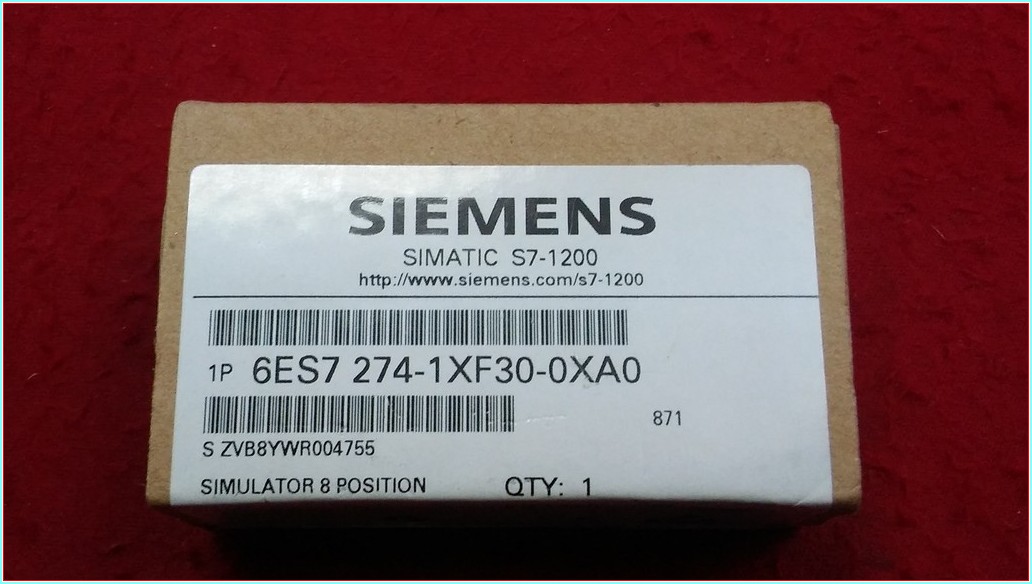 SIEMENS
SIMATIC S7-1200
http://www.siemens.com/s7-1200
1P 6ES7 274-1XF30-0XA0
871
S ZVB8YWR004755
SIMULATOR 8 POSITION QTY: 1